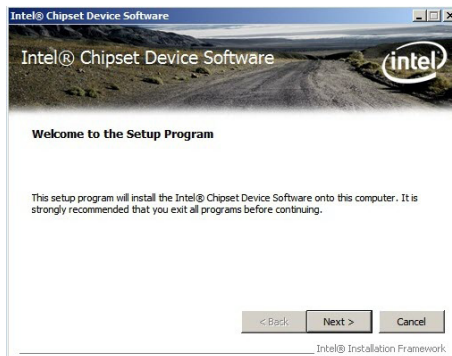 Intel® Chipset Device Software
Intel® Chipset Device Software
intel
Welcome to the Setup Program
This setup program will install the Intel® Chipset Device Software onto this computer. It is
strongly recommended that you exit all programs before continuing.
< Back Next > Cancel
Intel® Installation Framework